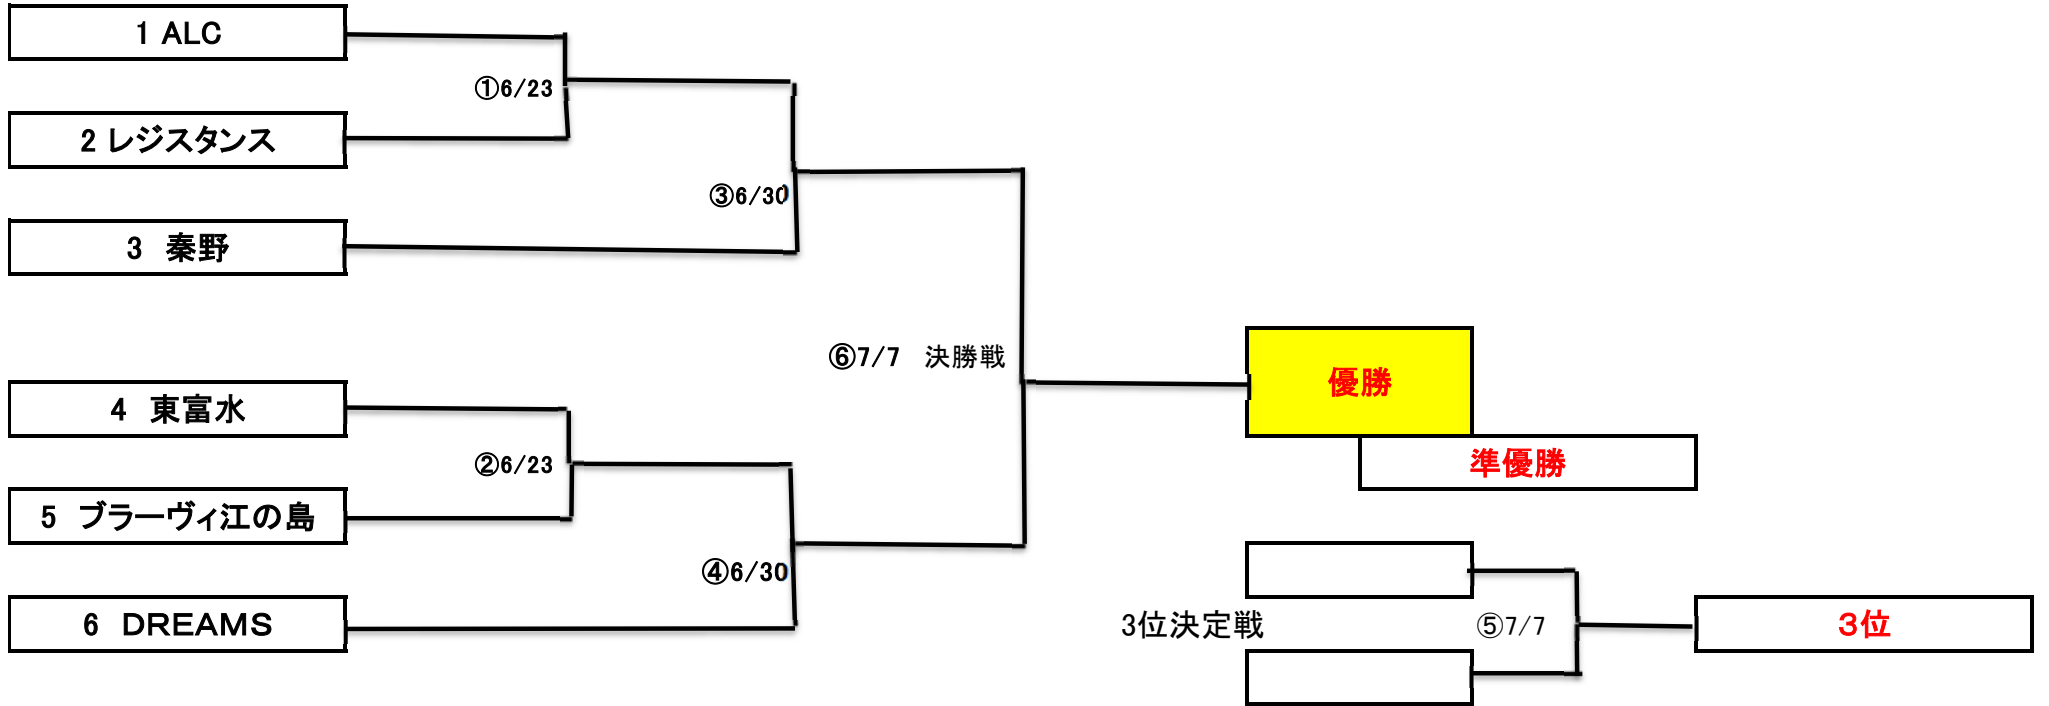 1 ALC
①6/23
2 レジスタンス
③6/30
3　秦野
⑥7/7　決勝戦
優勝
4　東富水
準優勝
②6/23
5　ブラーヴィ江の島
④6/30
6　DREAMS
3位決定戦
⑤7/7
３位